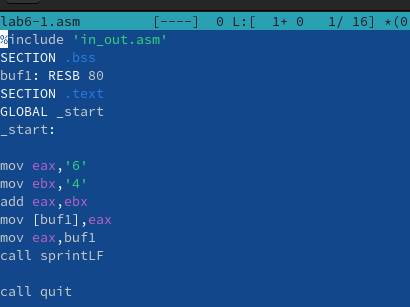 lab6-1.asm [----] 0 L:[ 1+ 0 1/ 16] *(0
%include 'in_out.asm'
SECTION .bss
buf1: RESB 80
SECTION .text
GLOBAL _start
_start:
mov eax,'6'
mov ebx,'4'
add eax,ebx
mov [buf1],eax
mov eax,buf1
call sprintLF
call quit